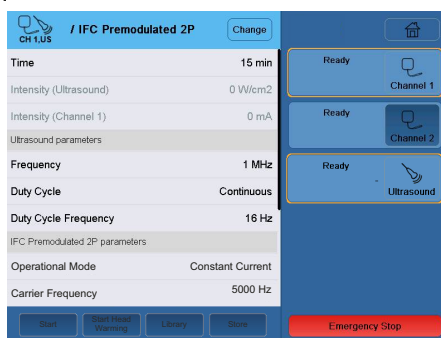 CH 1,US
/ IFC Premodulated 2P
Change
Time 15 min
Intensity (Ultrasound) 0 W/cm2
Intensity (Channel 1) 0 mA
Ultrasound parameters
Frequency 1 MHz
Duty Cycle Continuous
Duty Cycle Frequency 16 Hz
IFC Premodulated 2P parameters
Operational Mode Constant Current
Carrier Frequency 5000 Hz
Start
Start Head
Warming
Library
Store
Ready
Channel 1
Ready
Channel 2
Ready
Ultrasound
Emergency Stop